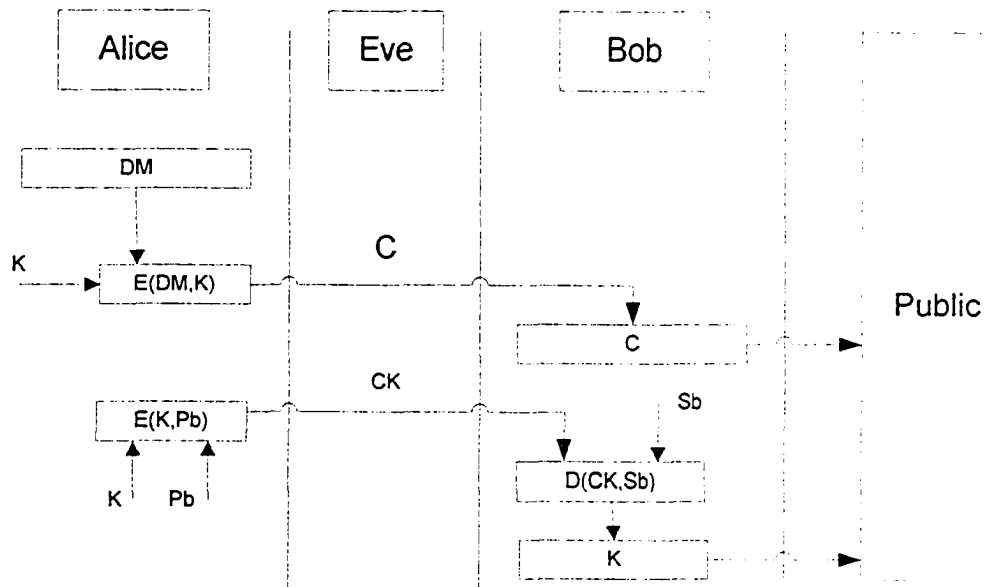 Alice
Eve
Bob
DM
C
K
E(DM,K)
Public
C
CK
Sb
E(K,Pb)
D(CK,Sb)
K
Pb
K